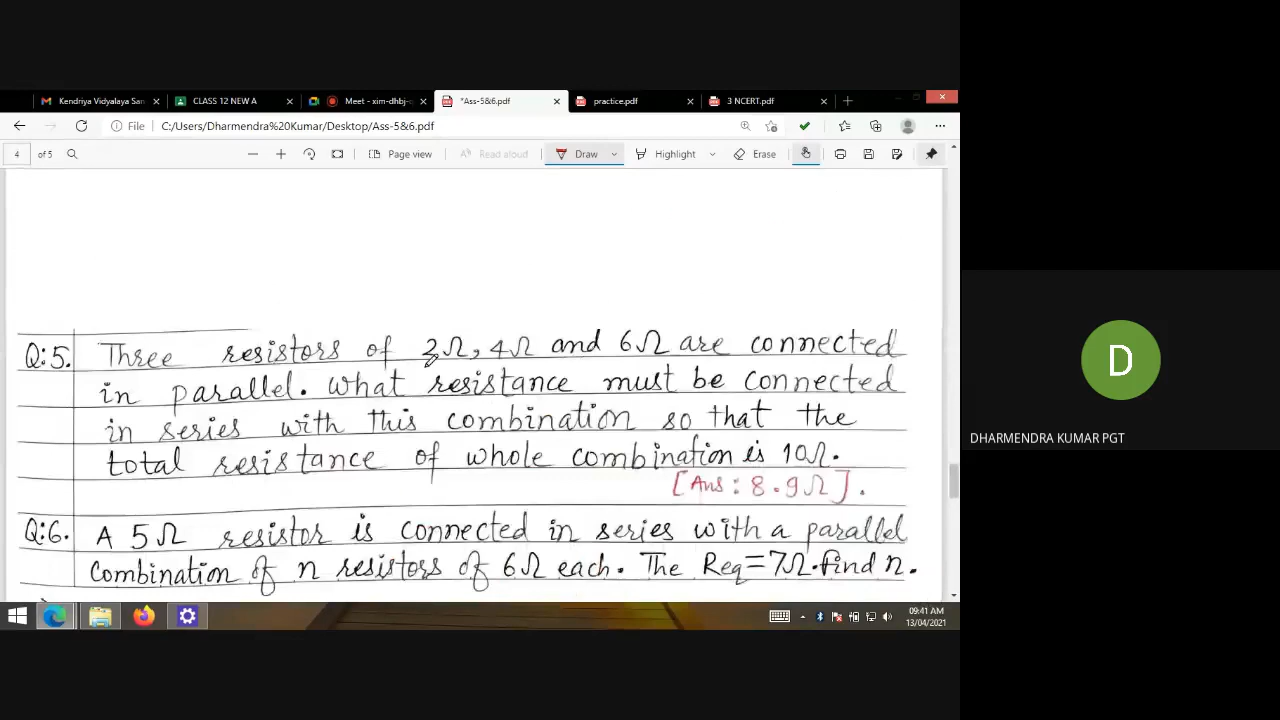 Kendriya Vidyalaya San
CLASS 12 NEW A
Meet - xim-dhbj-
*Ass-5&6.pdf
practice.pdf
3 NCERT.pdf
File C:/Users/Dharmendra%20Kumar/Desktop/Ass-5&6.pdf
4 of 5 Page view Read aloud Draw Highlight Erase
Q:5. Three resistors of 3Ω, 4Ω and 6Ω are connected
in parallel. What resistance must be connected
in series with this combination so that the
total resistance of whole combination is 10Ω.
[Ans: 8.9Ω].
Q:6. A 5Ω resistor is connected in series with a parallel
combination of n resistors of 6Ω each. The Req=7Ω. find n.
09:41 AM
13/04/2021
D
DHARMENDRA KUMAR PGT